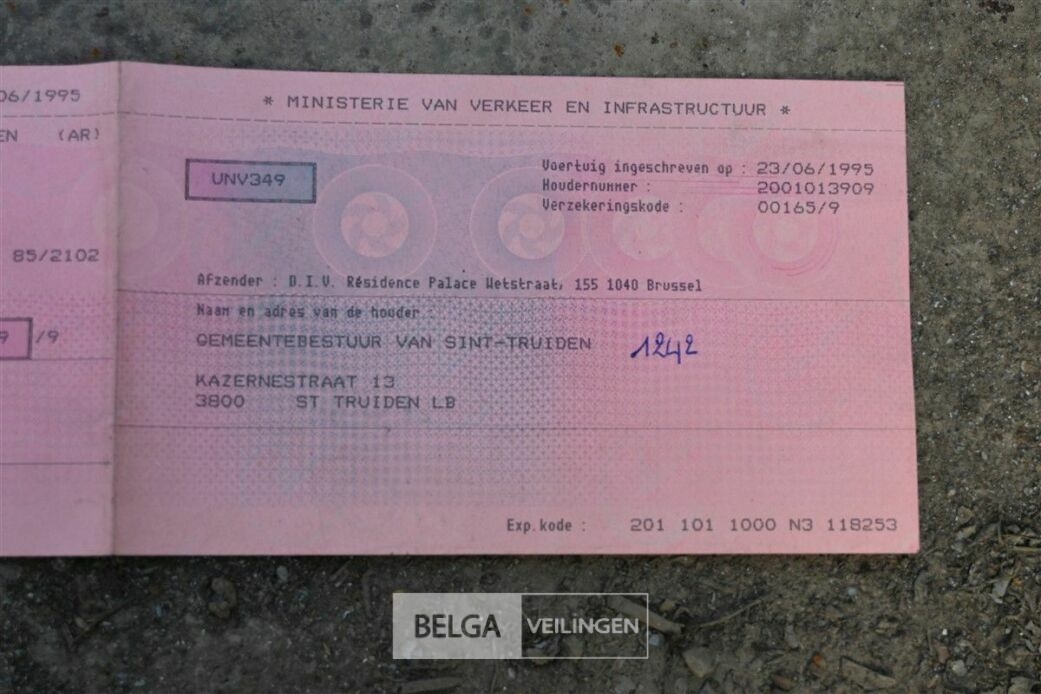 06/1995
EN (AR)
85/2102
9 /9
* MINISTERIE VAN VERKEER EN INFRASTRUCTUUR *
UNV349
Voertuig ingeschreven op : 23/06/1995
Houdernummer : 2001013909
Verzekeringskode : 00165/9
Afzender : D.I.V. Résidence Palace Wetstraat, 155 1040 Brussel
Naam en adres van de houder :
GEMEENTEBESTUUR VAN SINT-TRUIDEN 1242
KAZERNESTRAAT 13
3800 ST TRUIDEN LB
Exp.kode : 201 101 1000 N3 118253
BELGA VEILINGEN